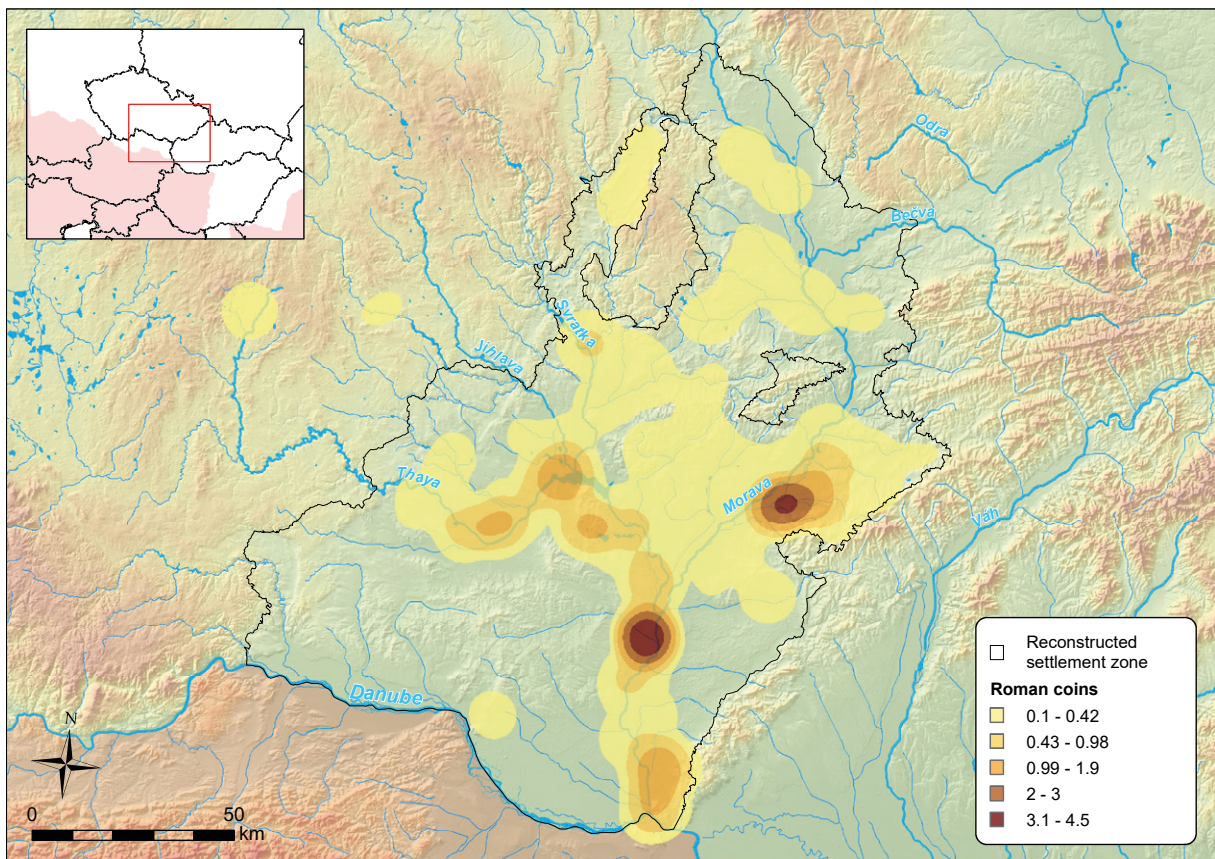 Odra
Bečva
Svratka
Jihlava
Thaya
Morava
Váh
Danube
N
0 50
km
Reconstructed
settlement zone
Roman coins
0.1 - 0.42
0.43 - 0.98
0.99 - 1.9
2 - 3
3.1 - 4.5